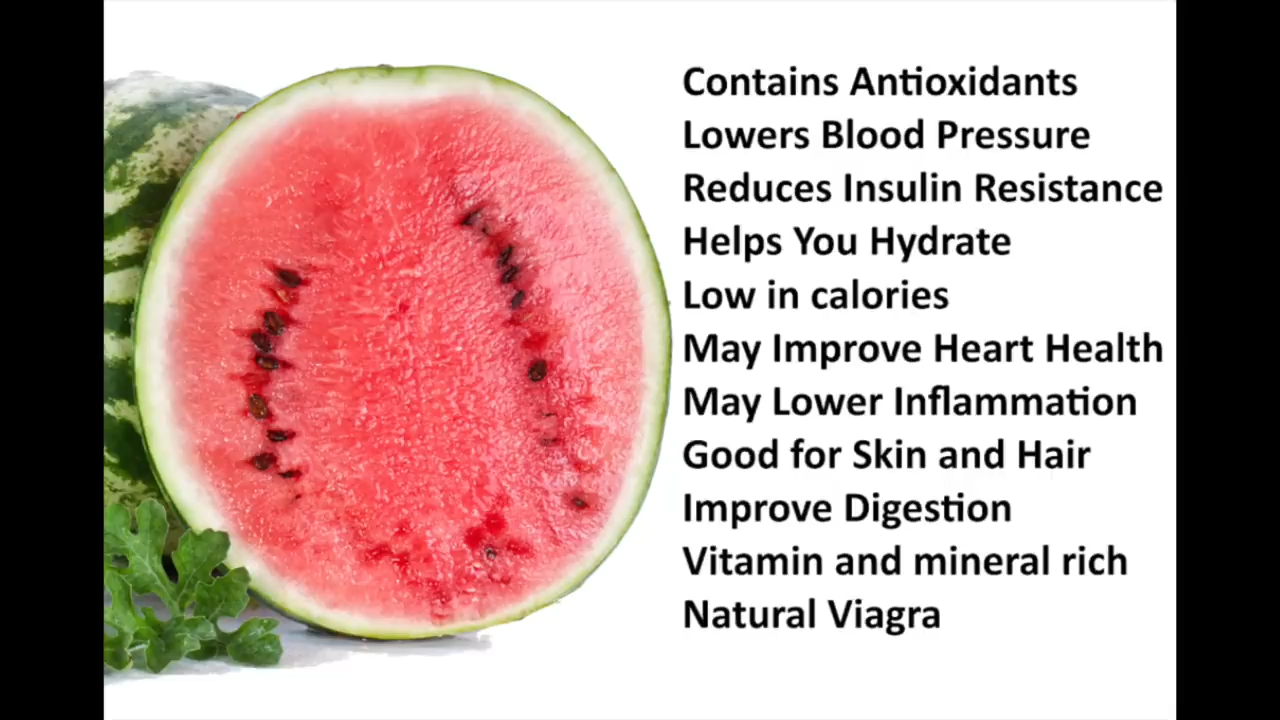 Contains Antioxidants
Lowers Blood Pressure
Reduces Insulin Resistance
Helps You Hydrate
Low in calories
May Improve Heart Health
May Lower Inflammation
Good for Skin and Hair
Improve Digestion
Vitamin and mineral rich
Natural Viagra